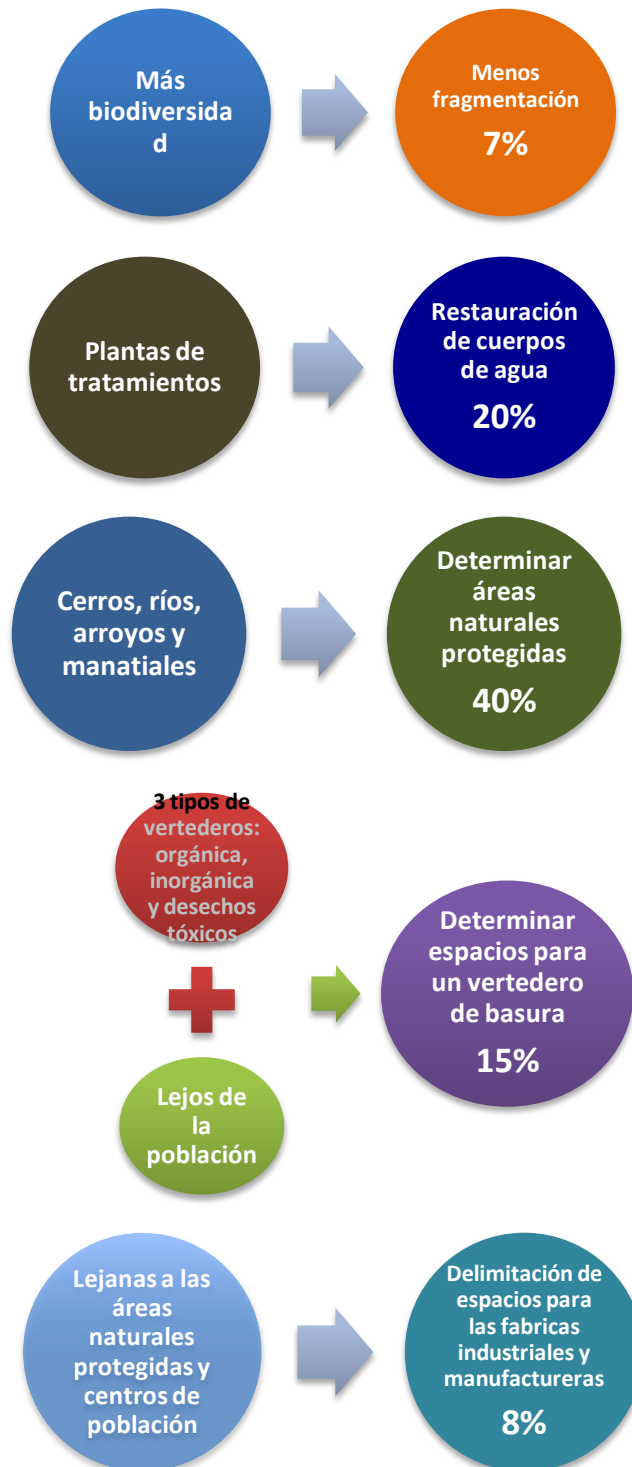 Más
biodiversida
d
Menos
fragmentación
7%
Plantas de
tratamientos
Restauración
de cuerpos
de agua
20%
Cerros, ríos,
arroyos y
manatiales
Determinar
áreas
naturales
protegidas
40%
3 tipos de
vertederos:
orgánica,
inorgánica
y desechos
tóxicos
Lejos de
la
población
Determinar
espacios para
un vertedero
de basura
15%
Lejanas a las
áreas
naturales
protegidas y
centros de
población
Delimitación de
espacios para
las fabricas
industriales y
manufactureras
8%